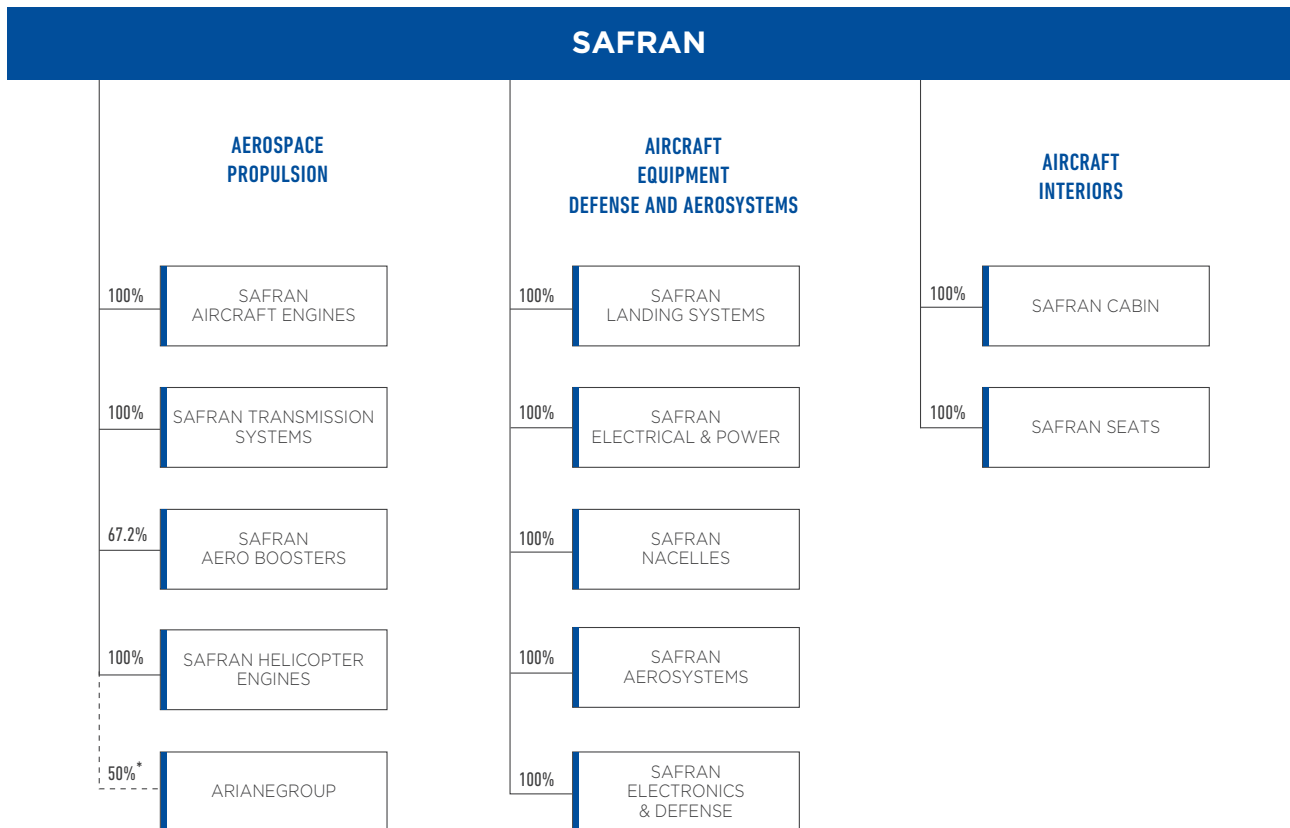 SAFRAN
AEROSPACE
PROPULSION
100%
SAFRAN
AIRCRAFT ENGINES
100%
SAFRAN TRANSMISSION
SYSTEMS
67.2%
SAFRAN
AERO BOOSTERS
100%
SAFRAN HELICOPTER
ENGINES
50%*
ARIANEGROUP
AIRCRAFT
EQUIPMENT
DEFENSE AND AEROSYSTEMS
100%
SAFRAN
LANDING SYSTEMS
100%
SAFRAN
ELECTRICAL & POWER
100%
SAFRAN
NACELLES
100%
SAFRAN
AEROSYSTEMS
100%
SAFRAN
ELECTRONICS
& DEFENSE
AIRCRAFT
INTERIORS
100%
SAFRAN CABIN
100%
SAFRAN SEATS